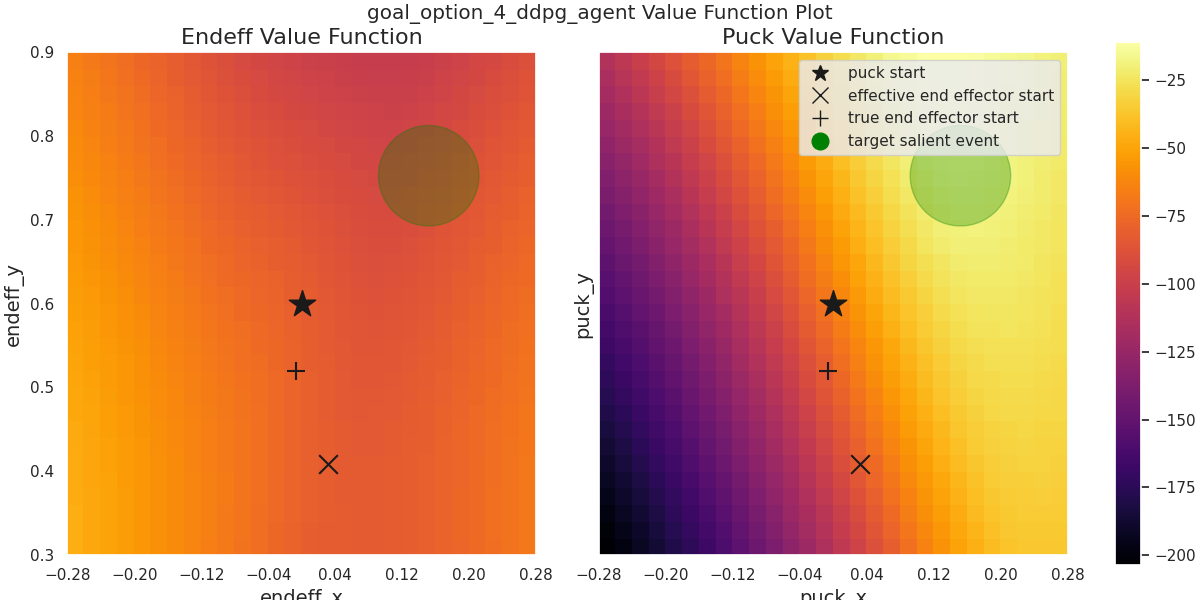 goal_option_4_ddpg_agent Value Function Plot
Endeff Value Function
Puck Value Function
puck start
effective end effector start
true end effector start
target salient event
0.9
0.8
0.7
0.6
0.5
0.4
0.3
endeff_y
−0.28 −0.20 −0.12 −0.04 0.04 0.12 0.20 0.28
endeff_x
puck_y
−0.28 −0.20 −0.12 −0.04 0.04 0.12 0.20 0.28
puck_x
−25
−50
−75
−100
−125
−150
−175
−200